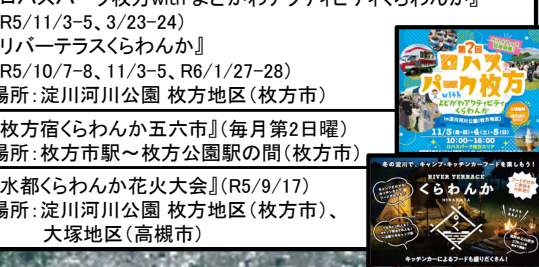 ロハスパーク枚方with よどがわアクティビティくらわんか』
R5/11/3-5、3/23-24)
リバーテラスくらわんか』
R5/10/7-8、11/3-5、R6/1/27-28)
場所:淀川河川公園 枚方地区(枚方市)
枚方宿くらわんか五六市』(毎月第2日曜)
場所:枚方市駅~枚方公園駅の間(枚方市)
水都くらわんか花火大会』(R5/9/17)
場所:淀川河川公園 枚方地区(枚方市)、
大塚地区(高槻市)
第7回
ロハス
パーク枚方
with
よどがわアクティビティ
くらわんか
11/3(金・祝)・4(土)・5(日)
10:00~16:00
冬の淀川で、キャンプ・キッチンカーフードを楽しもう!
RIVER TERRACE
くらわんか
HIRAKATA
キッチンカーによるフードも盛りだくさん!